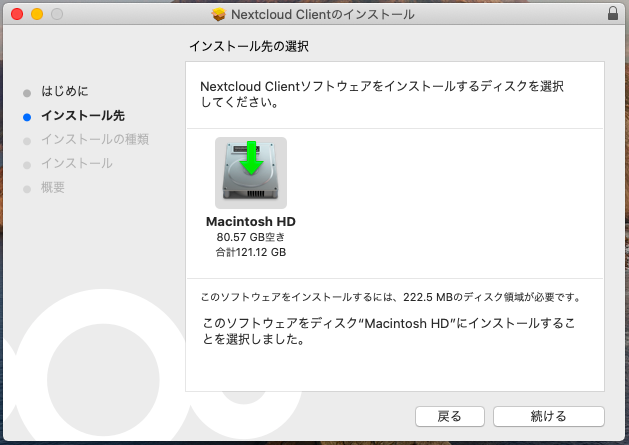 Nextcloud Clientのインストール
インストール先の選択
はじめに
インストール先
インストールの種類
インストール
概要
Nextcloud Clientソフトウェアをインストールするディスクを選択
してください。
Macintosh HD
80.57 GB空き
合計121.12 GB
このソフトウェアをインストールするには、222.5 MBのディスク領域が必要です。
このソフトウェアをディスク“Macintosh HD”にインストールするこ
とを選択しました。
戻る
続ける